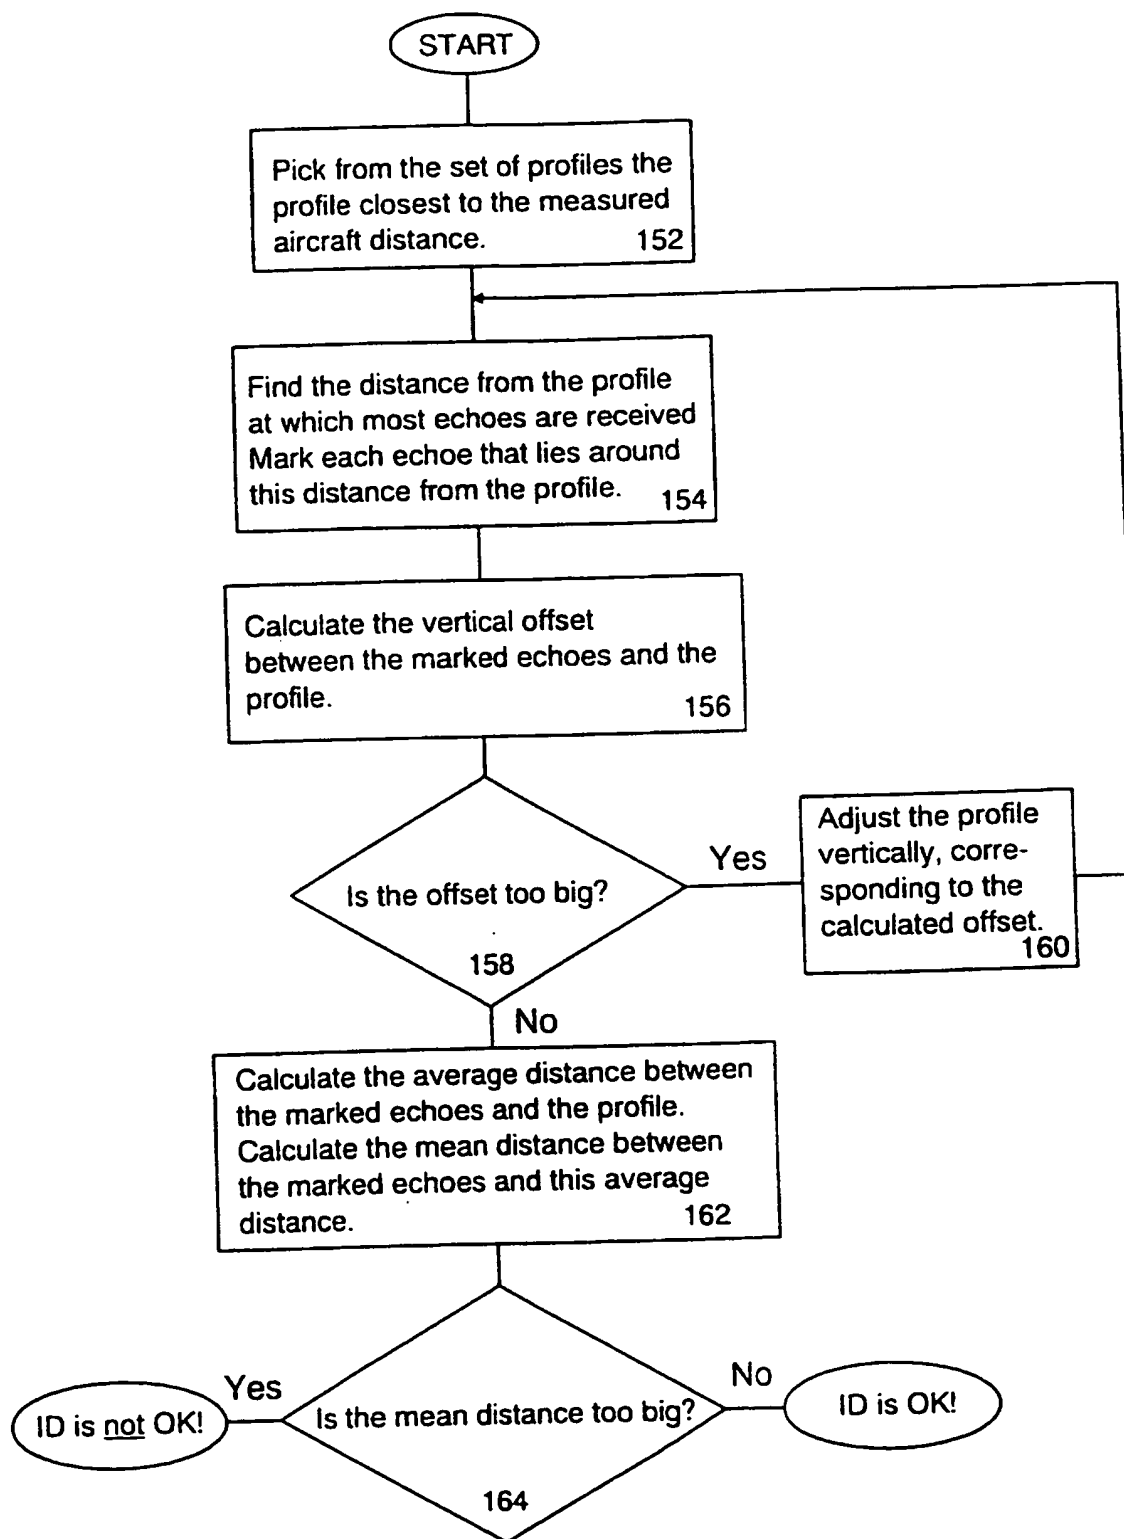 START
Pick from the set of profiles the
profile closest to the measured
aircraft distance.
152
Find the distance from the profile
at which most echoes are received
Mark each echoe that lies around
this distance from the profile.
154
Calculate the vertical offset
between the marked echoes and the
profile.
156
Is the offset too big?
158
Yes
Adjust the profile
vertically, corre-
sponding to the
calculated offset.
160
No
Calculate the average distance between
the marked echoes and the profile.
Calculate the mean distance between
the marked echoes and this average
distance.
162
Is the mean distance too big?
164
Yes
ID is not OK!
No
ID is OK!